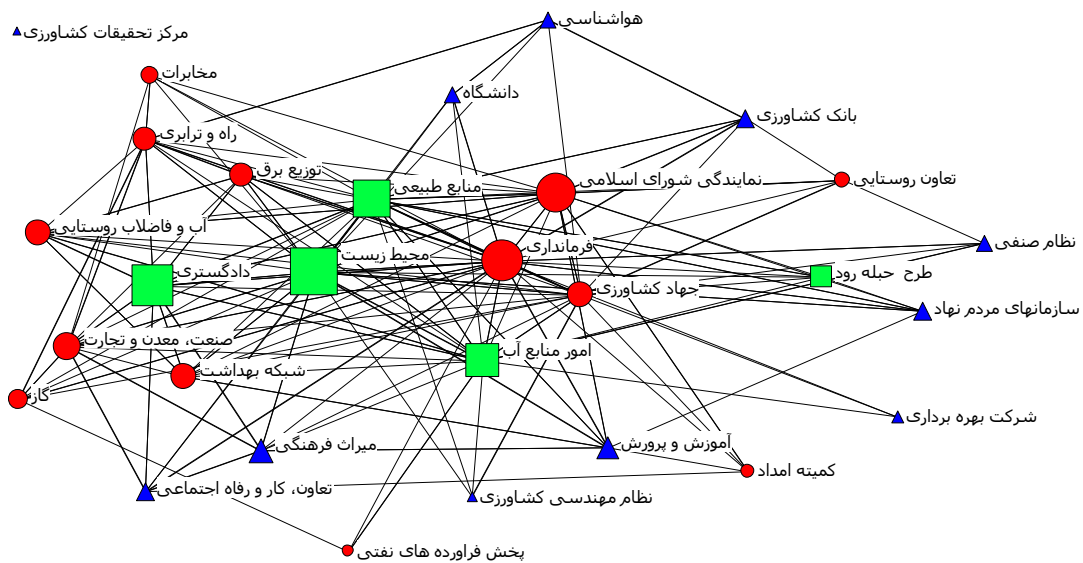 هواشناسی
مرکز تحقیقات کشاورزی
مخابرات
دانشگاه
بانک کشاورزی
راه و ترابری
توزیع برق
تعاون روستایی
نمایندگی شورای اسلامی
منابع طبیعی
آب و فاضلاب روستایی
نظام صنفی
فرمانداری
محیط زیست
دادگستری
طرح حبله رود
جهاد کشاورزی
سازمانهای مردم نهاد
صنعت، معدن و تجارت
امور منابع آب
شبکه بهداشت
گاز
شرکت بهره برداری
آموزش و پرورش
میراث فرهنگی
کمیته امداد
تعاون، کار و رفاه اجتماعی
نظام مهندسی کشاورزی
پخش فراورده های نفتی